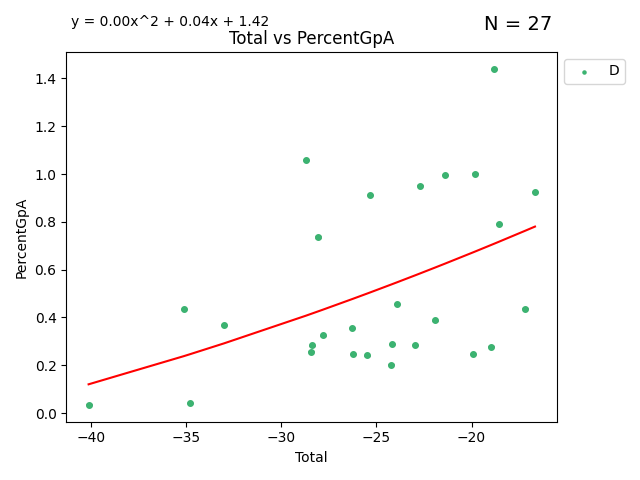 y = 0.00x^2 + 0.04x + 1.42
N = 27
Total vs PercentGpA
D
PercentGpA
1.4
1.2
1.0
0.8
0.6
0.4
0.2
0.0
−40 −35 −30 −25 −20
Total